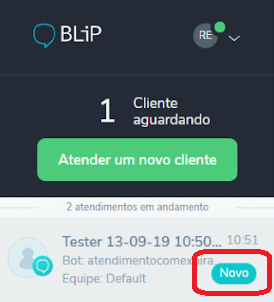 BLiP
RE
1
Cliente
aguardando
Atender um novo cliente
2 atendimentos em andamento
Tester 13-09-19 10:50... 10:51
Bot: atendimentocomexpira...
Equipe: Default
Novo